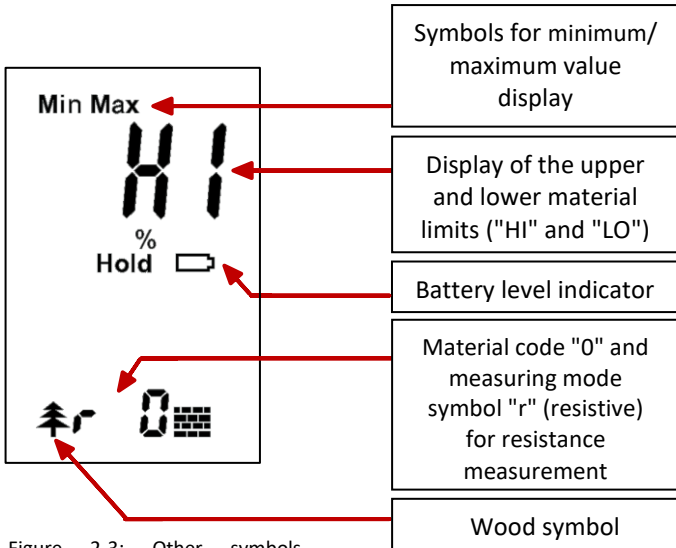 Symbols for minimum/
maximum value
display
Min Max
HI
Display of the upper
and lower material
limits ("HI" and "LO")
%
Hold
Battery level indicator
Material code "0" and
measuring mode
symbol "r" (resistive)
for resistance
measurement
r 0
Wood symbol
Figure 2-3: Other symbols